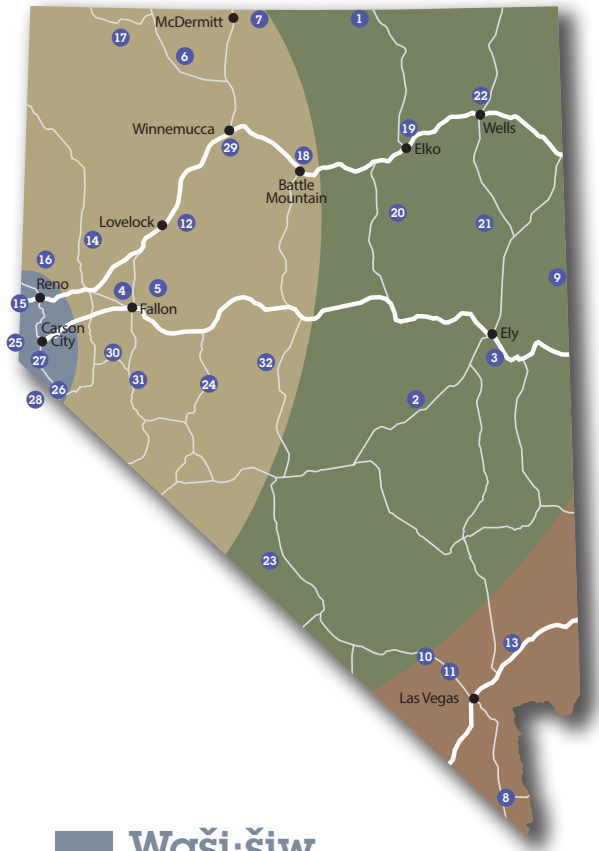 McDermitt
7
1
17
6
22
Winnemucca
29
19
Wells
Elko
18
Battle
Mountain
20
Lovelock
12
21
14
16
9
Reno
4
5
15
Fallon
Carson
City
25
27
Ely
3
30
32
31
24
26
28
2
23
13
10
11
Las Vegas
8
Waši·šiw